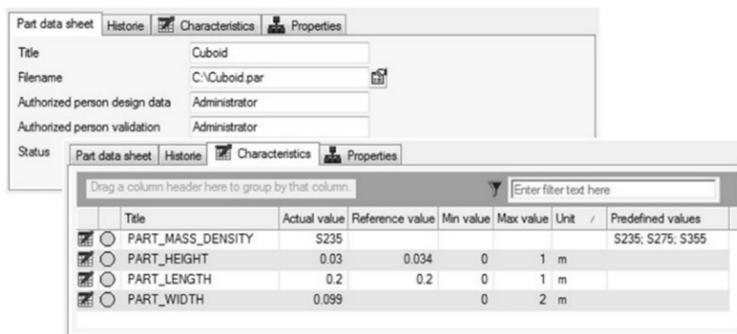 Part data sheet Historie Characteristics Properties
Title Cuboid
Filename C:\Cuboid.par
Authorized person design data Administrator
Authorized person validation Administrator
Status
Part data sheet Historie Characteristics Properties
Drag a column header here to group by that column. Enter filter text here
Title Actual value Reference value Min value Max value Unit / Predefined values
PART_MASS_DENSITY S235 S235; S275; S355
PART_HEIGHT 0.03 0.034 0 1 m
PART_LENGTH 0.2 0.2 0 1 m
PART_WIDTH 0.099 0 2 m